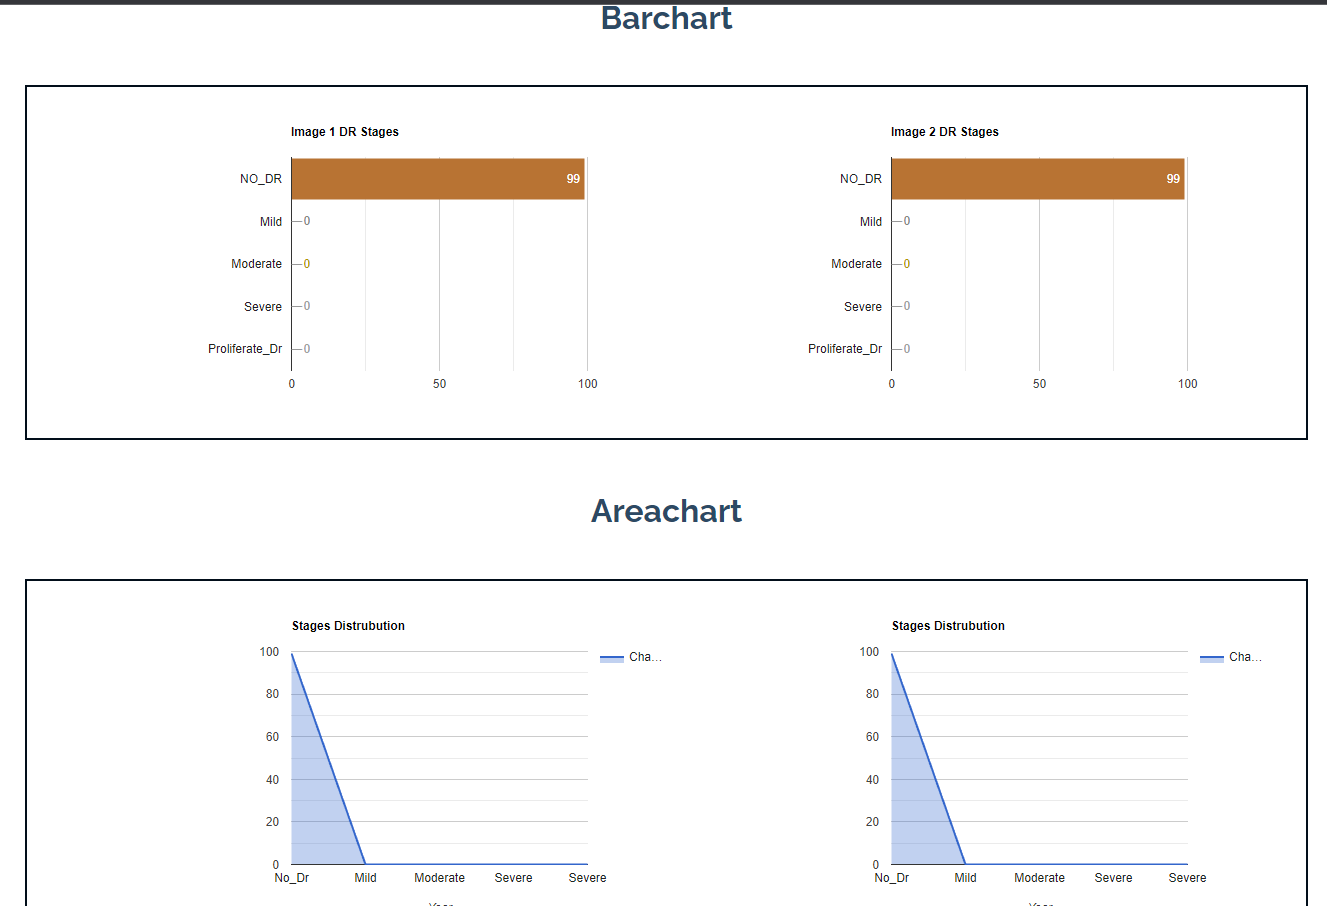 Barchart
Image 1 DR Stages
NO_DR
99
Mild
0
Moderate
0
Severe
0
Proliferate_Dr
0
0
50
100
Image 2 DR Stages
NO_DR
99
Mild
0
Moderate
0
Severe
0
Proliferate_Dr
0
0
50
100
Areachart
Stages Distrubution
Cha...
100
80
60
40
20
0
No_Dr
Mild
Moderate
Severe
Severe
Stages Distrubution
Cha...
100
80
60
40
20
0
No_Dr
Mild
Moderate
Severe
Severe